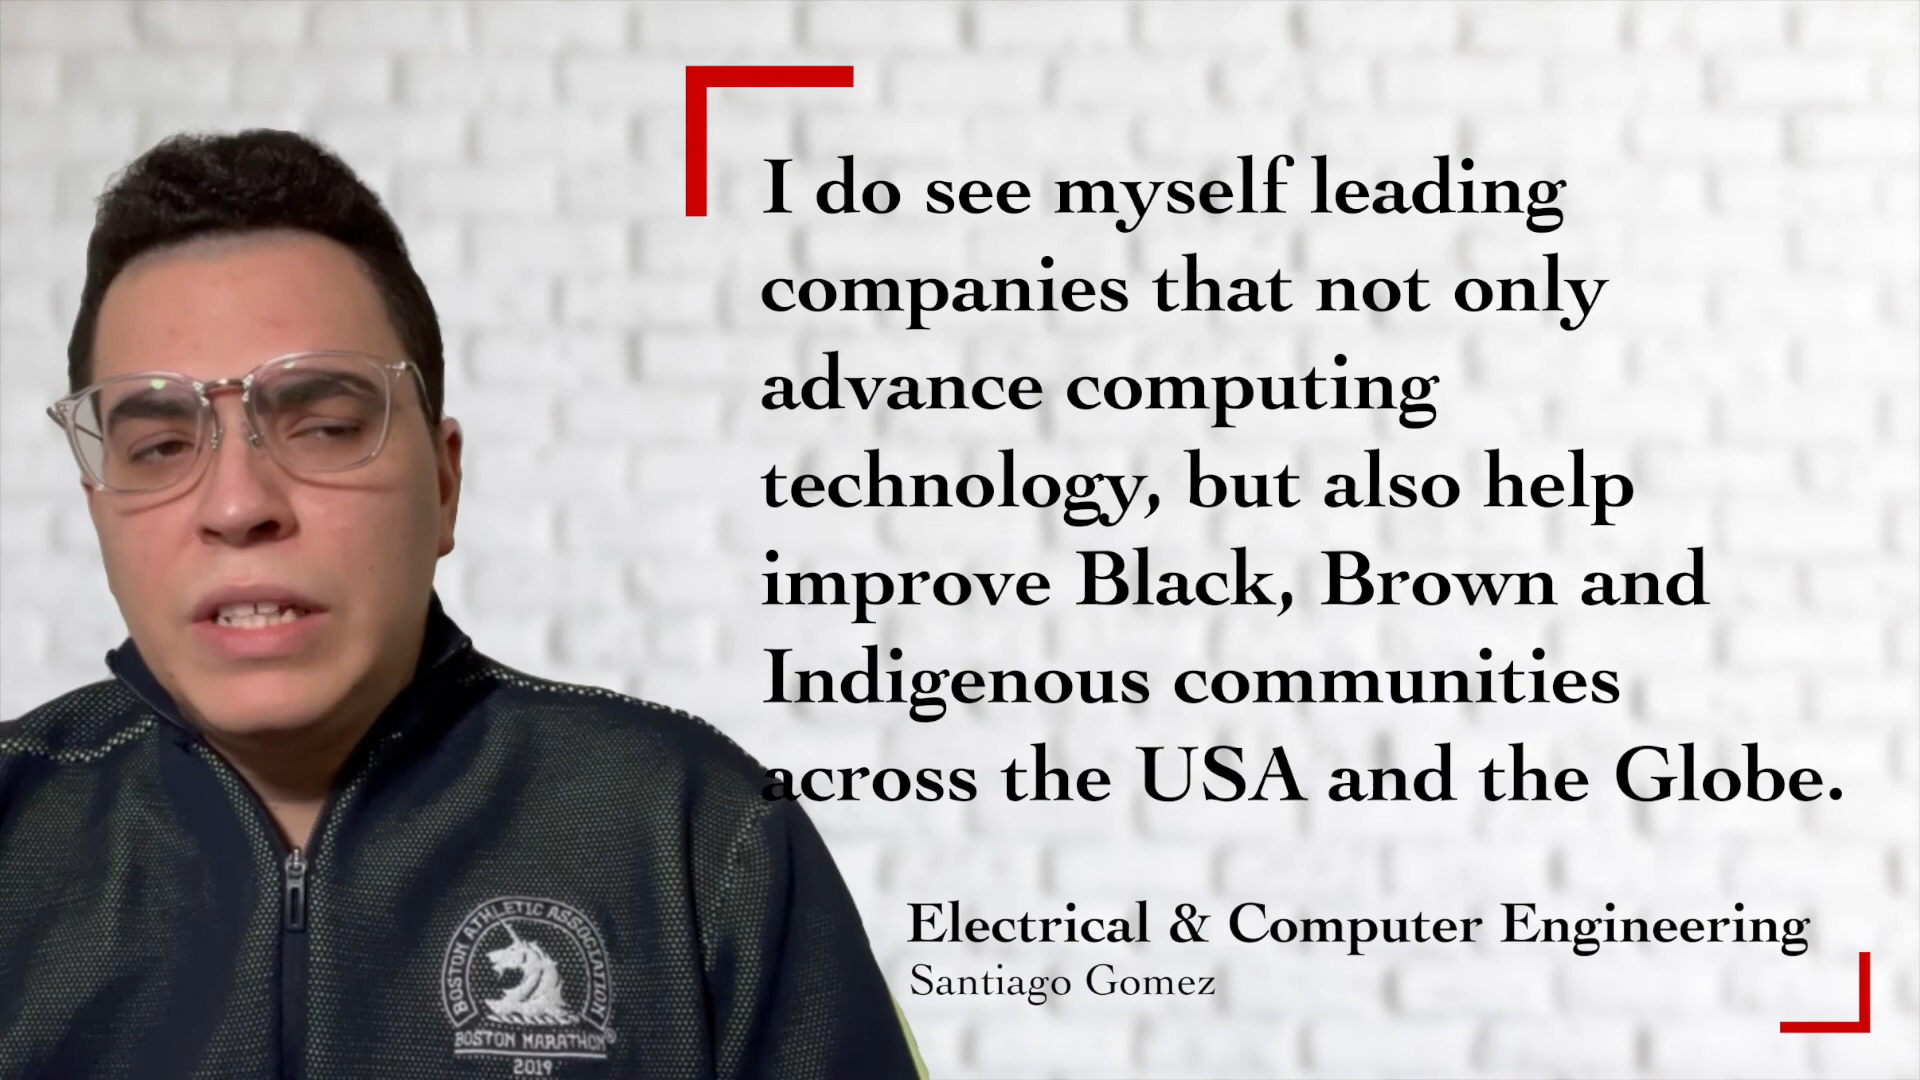 I do see myself leading
companies that not only
advance computing
technology, but also help
improve Black, Brown and
Indigenous communities
across the USA and the Globe.
Electrical & Computer Engineering
Santiago Gomez
BOSTON ATHLETIC ASSOCIATION
BOSTON MARATHON®
2019